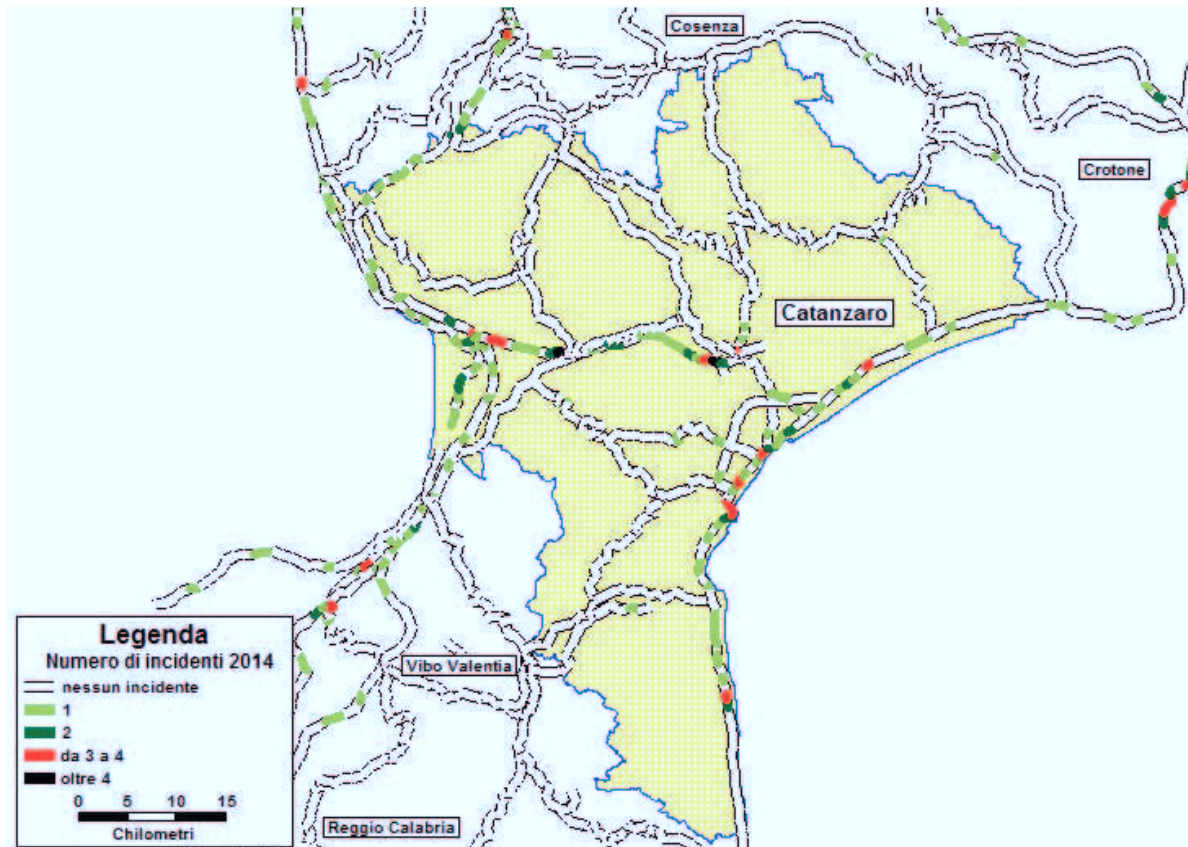 Cosenza
Crotone
Catanzaro
Vibo Valentia
Reggio Calabria
Legenda
Numero di incidenti 2014
nessun incidente
1
2
da 3 a 4
oltre 4
0 5 10 15
Chilometri